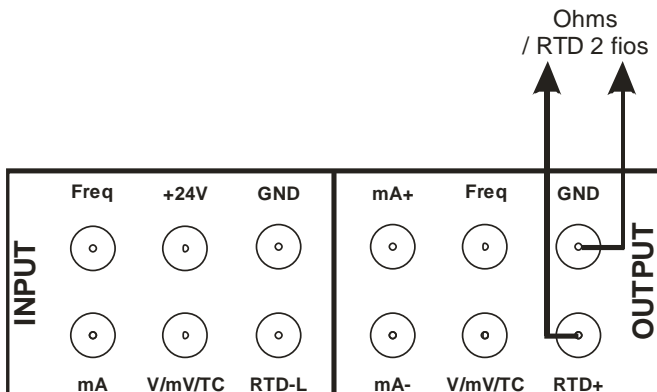 Ohms
/ RTD 2 fios
Freq +24V GND mA+ Freq GND
INPUT
OUTPUT
mA V/mV/TC RTD-L mA- V/mV/TC RTD+